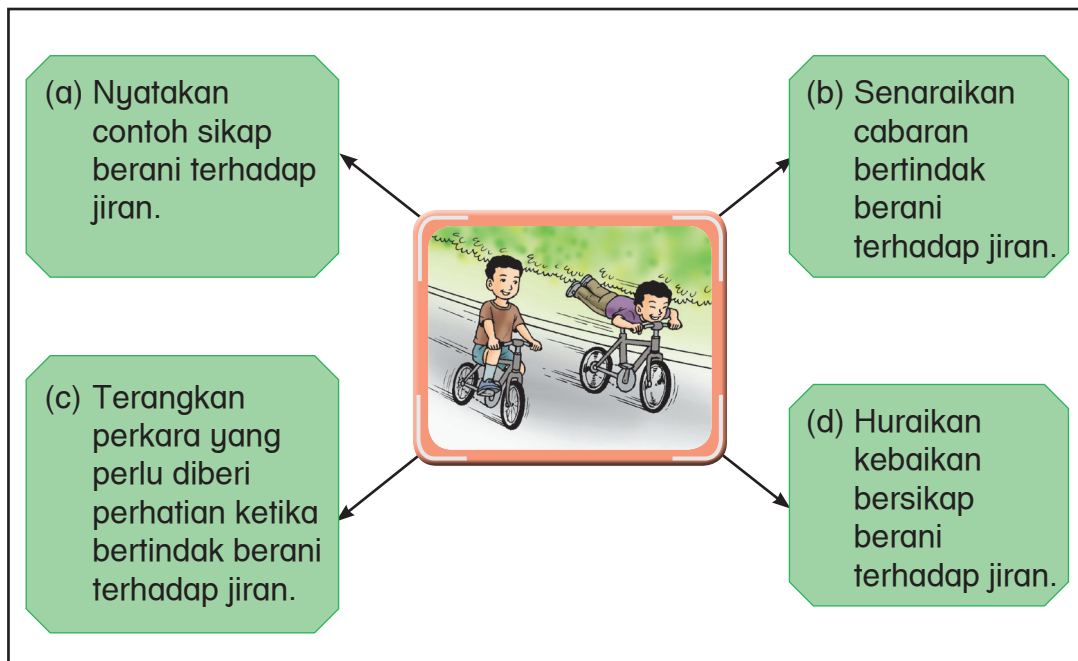 (a) Nyatakan
contoh sikap
berani terhadap
jiran.
(b) Senaraikan
cabaran
bertindak
berani
terhadap jiran.
(c) Terangkan
perkara yang
perlu diberi
perhatian ketika
bertindak berani
terhadap jiran.
(d) Huraikan
kebaikan
bersikap
berani
terhadap jiran.